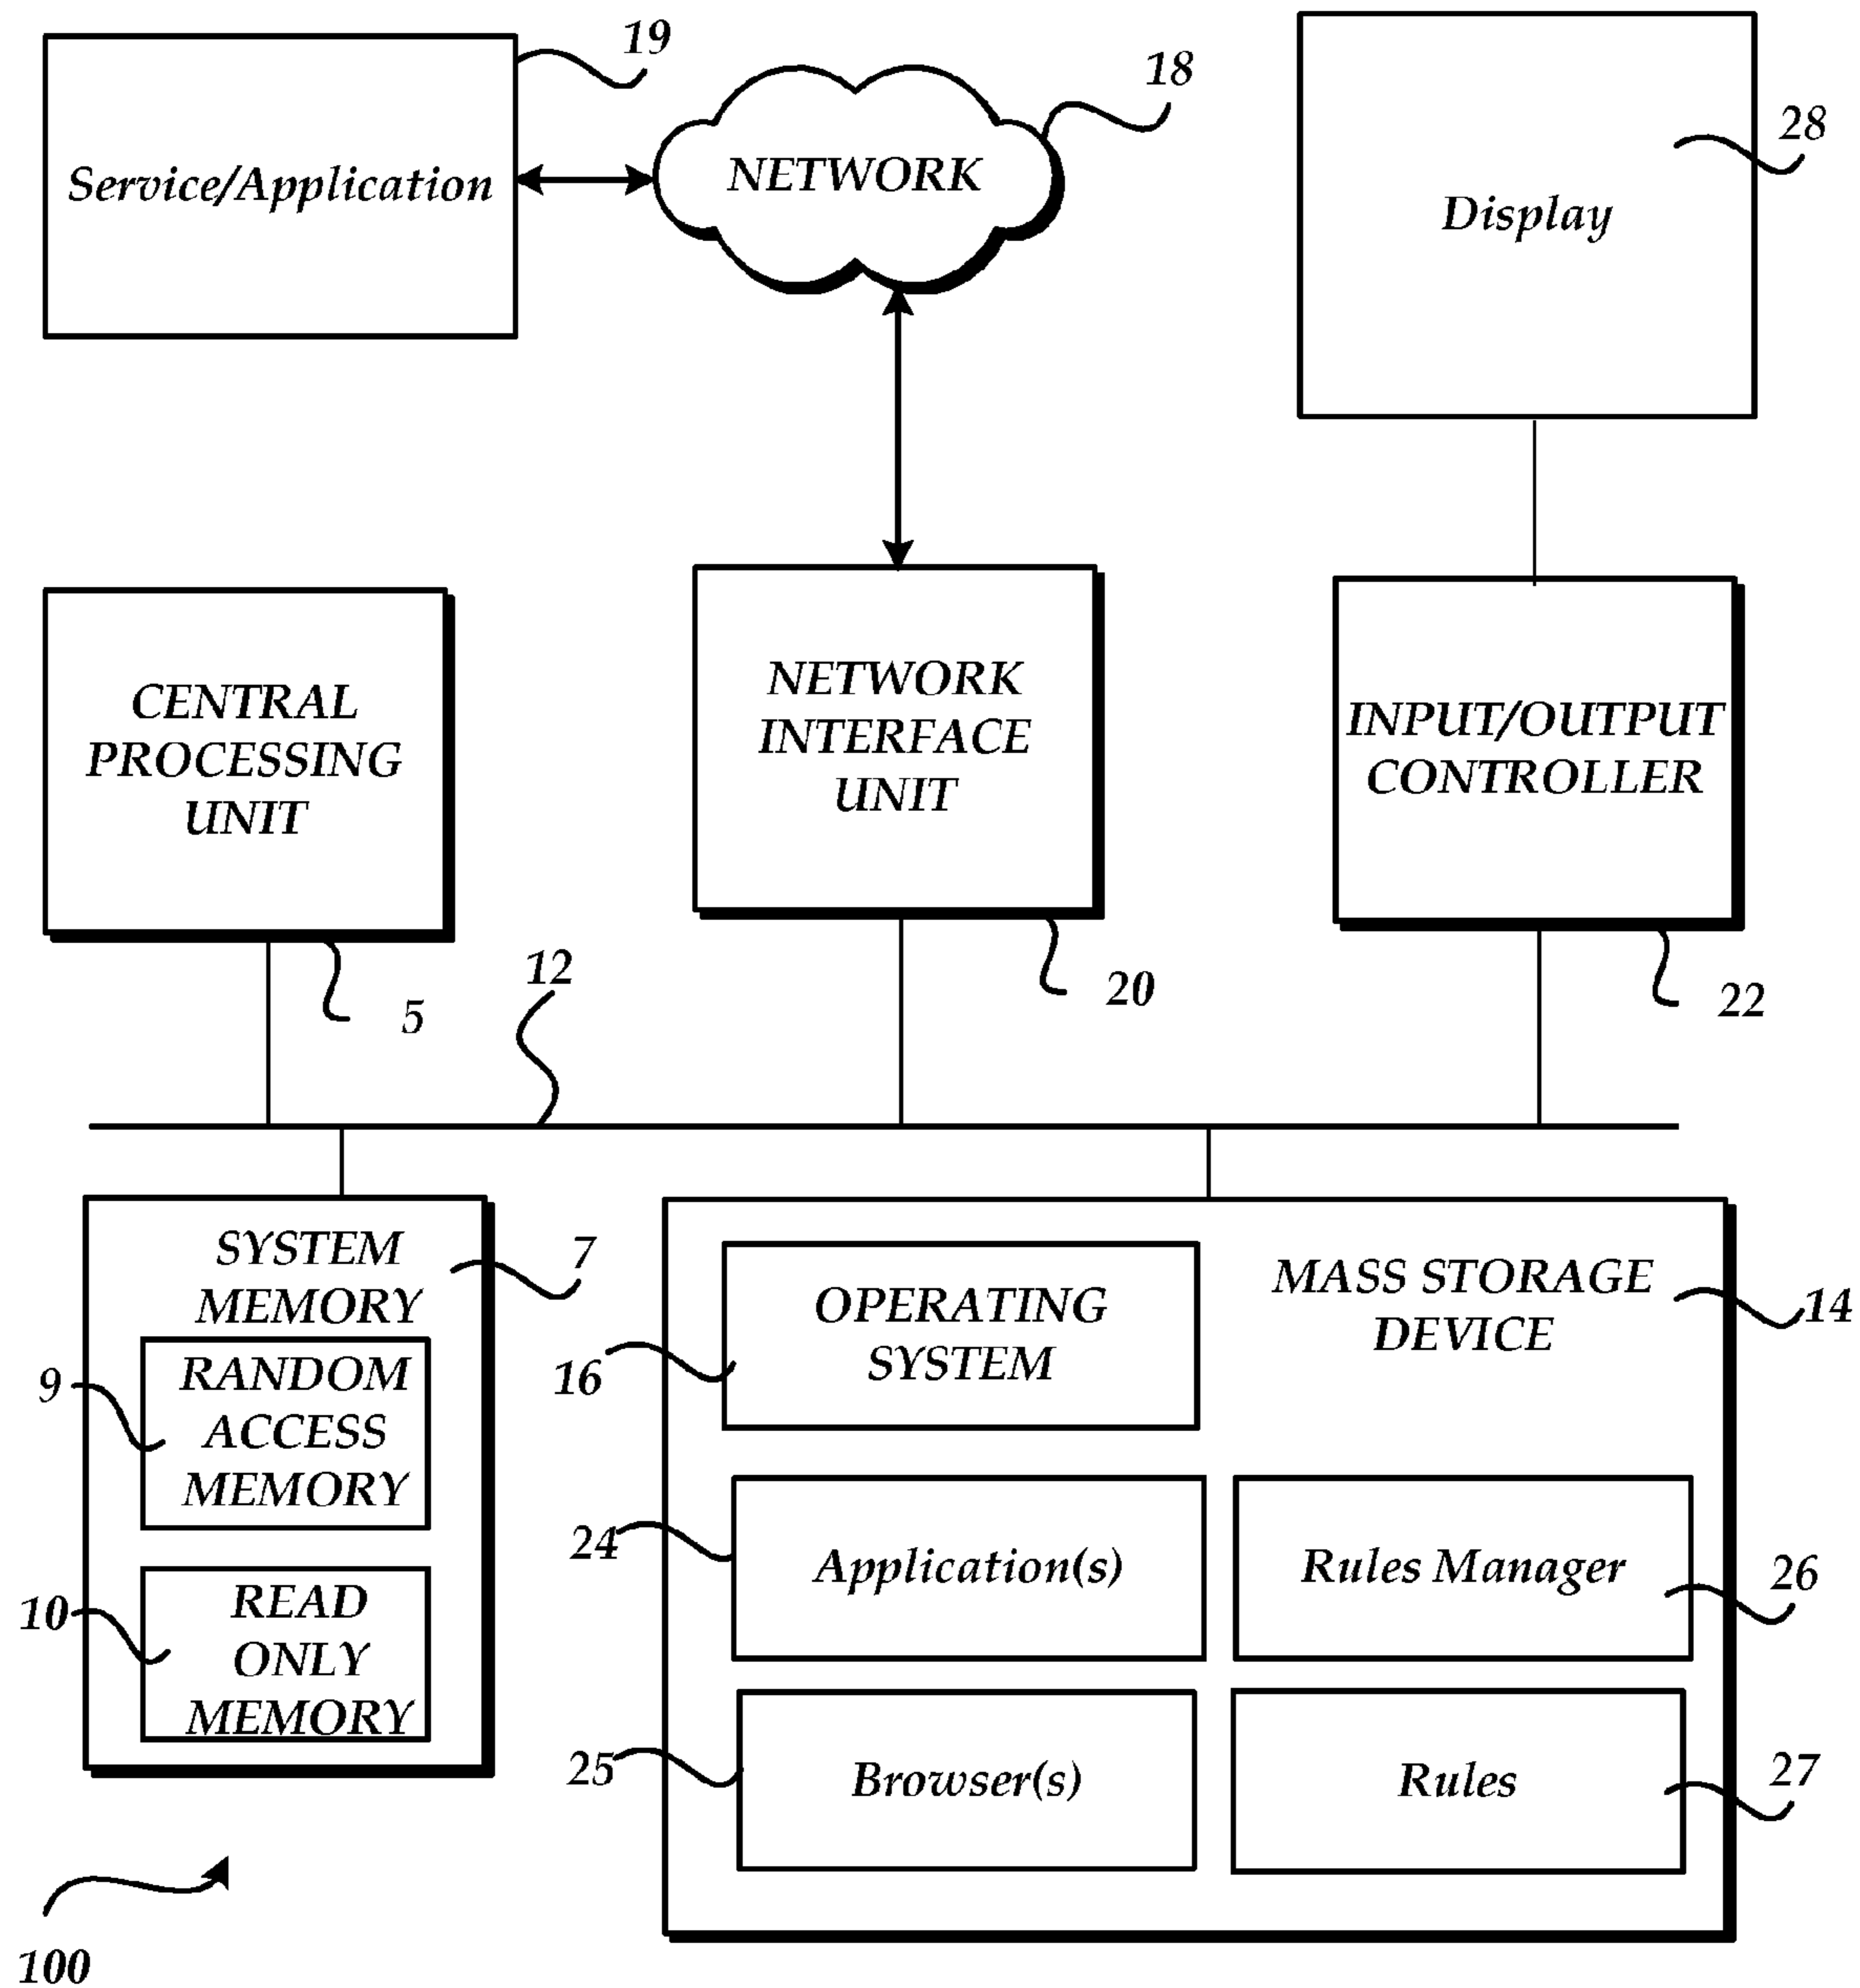 19
18
28
Service/Application
NETWORK
Display
CENTRAL
PROCESSING
UNIT
NETWORK
INTERFACE
UNIT
INPUT/OUTPUT
CONTROLLER
5
12
20
22
SYSTEM
MEMORY
7
RANDOM
ACCESS
MEMORY
9
READ
ONLY
MEMORY
10
MASS STORAGE
DEVICE
14
OPERATING
SYSTEM
16
Application(s)
24
Rules Manager
26
Browser(s)
25
Rules
27
100